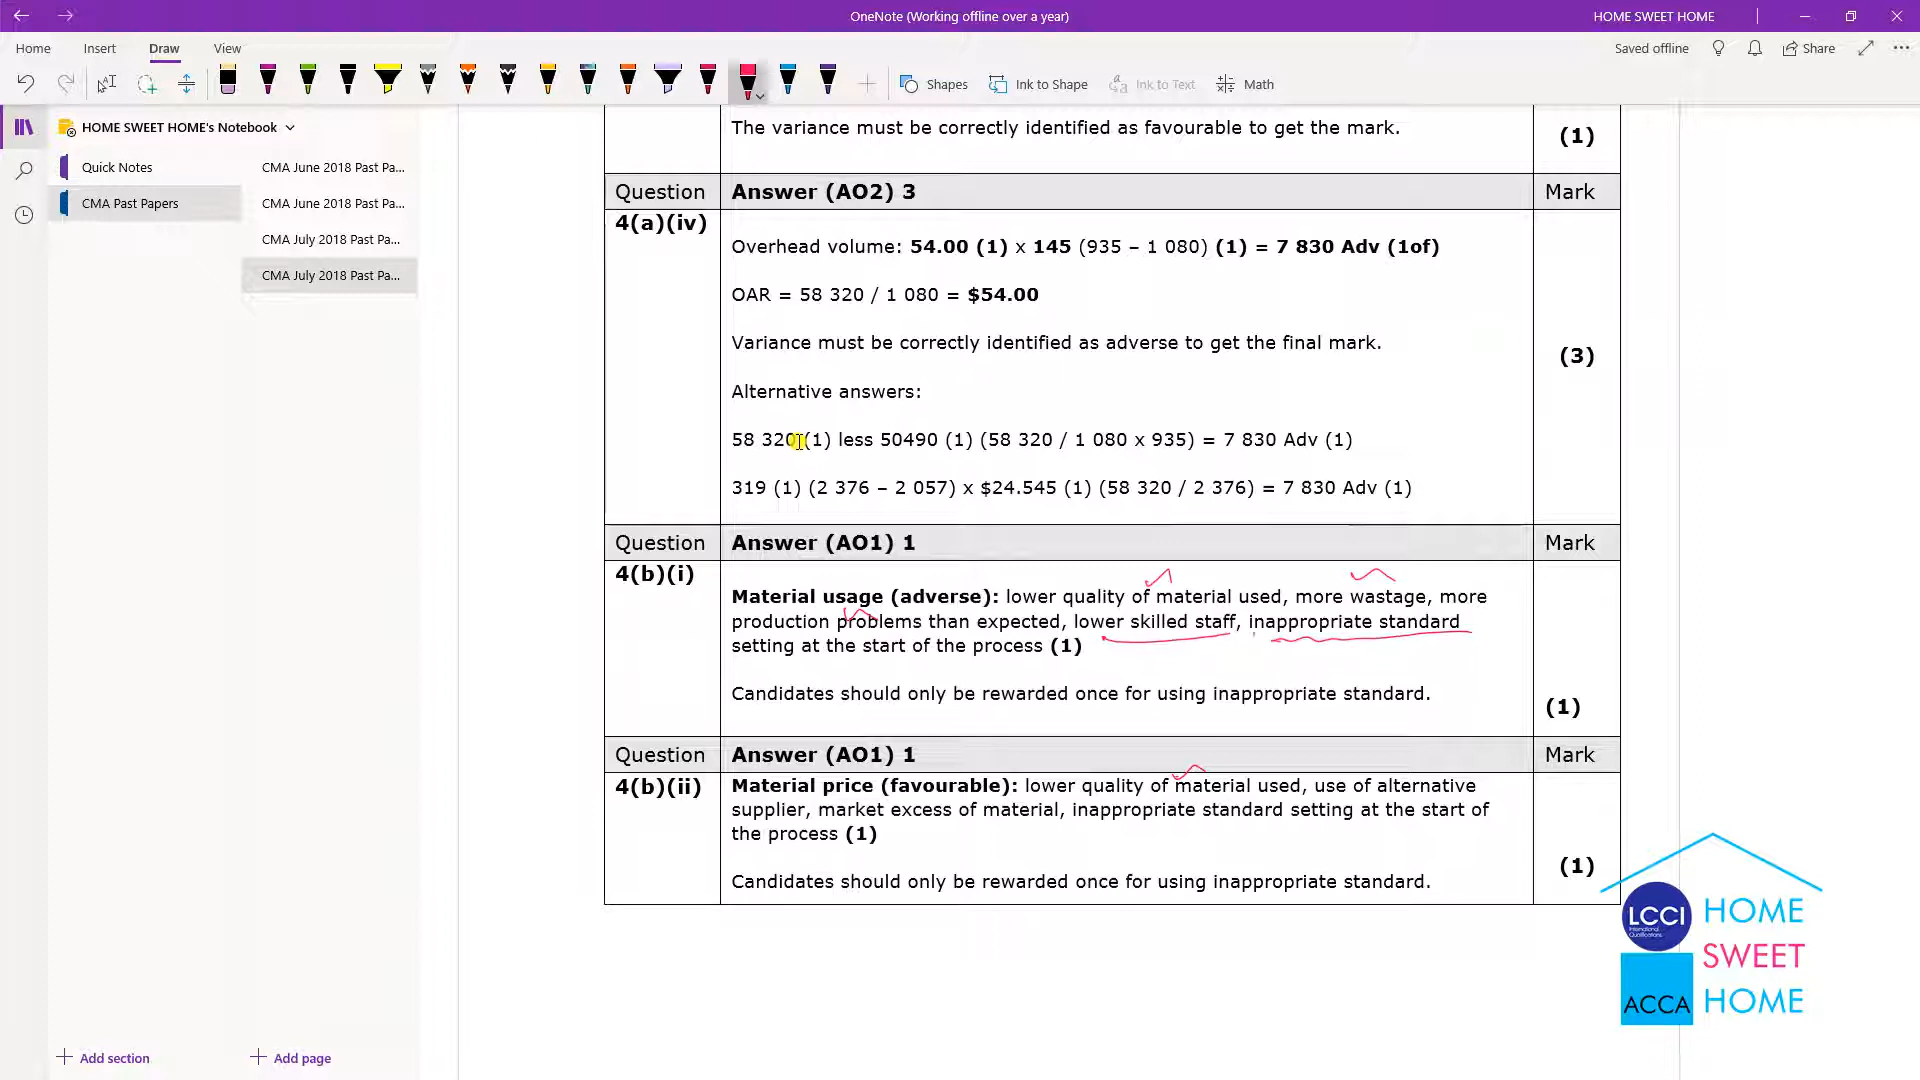 OneNote (Working offline over a year)
HOME SWEET HOME
Home
Insert
Draw
View
Saved offline
Share
Shapes
Ink to Shape
Ink to Text
Math
HOME SWEET HOME's Notebook
Quick Notes
CMA June 2018 Past Pa...
CMA Past Papers
CMA June 2018 Past Pa...
CMA July 2018 Past Pa...
CMA July 2018 Past Pa...
The variance must be correctly identified as favourable to get the mark.
(1)
Question
Answer (AO2) 3
Mark
4(a)(iv)
Overhead volume: 54.00 (1) x 145 (935 – 1 080) (1) = 7 830 Adv (1of)
OAR = 58 320 / 1 080 = $54.00
Variance must be correctly identified as adverse to get the final mark.
(3)
Alternative answers:
58 320 (1) less 50490 (1) (58 320 / 1 080 x 935) = 7 830 Adv (1)
319 (1) (2 376 – 2 057) x $24.545 (1) (58 320 / 2 376) = 7 830 Adv (1)
Question
Answer (AO1) 1
Mark
4(b)(i)
Material usage (adverse): lower quality of material used, more wastage, more
production problems than expected, lower skilled staff, inappropriate standard
setting at the start of the process (1)
Candidates should only be rewarded once for using inappropriate standard.
(1)
Question
Answer (AO1) 1
Mark
4(b)(ii)
Material price (favourable): lower quality of material used, use of alternative
supplier, market excess of material, inappropriate standard setting at the start of
the process (1)
Candidates should only be rewarded once for using inappropriate standard.
(1)
LCCI
International
Qualifications
ACCA
HOME
SWEET
HOME
Add section
Add page